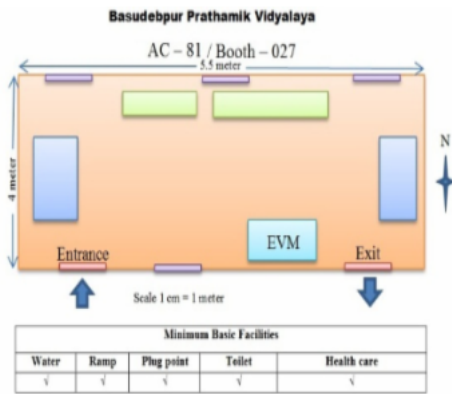 Basudebpur Prathamik Vidyalaya
AC – 81 / Booth – 027
5.5 meter
4 meter
N
EVM
Entrance
Exit
Scale 1 cm = 1 meter
Minimum Basic Facilities
Water Ramp Plug point Toilet Health care
√ √ √ √ √